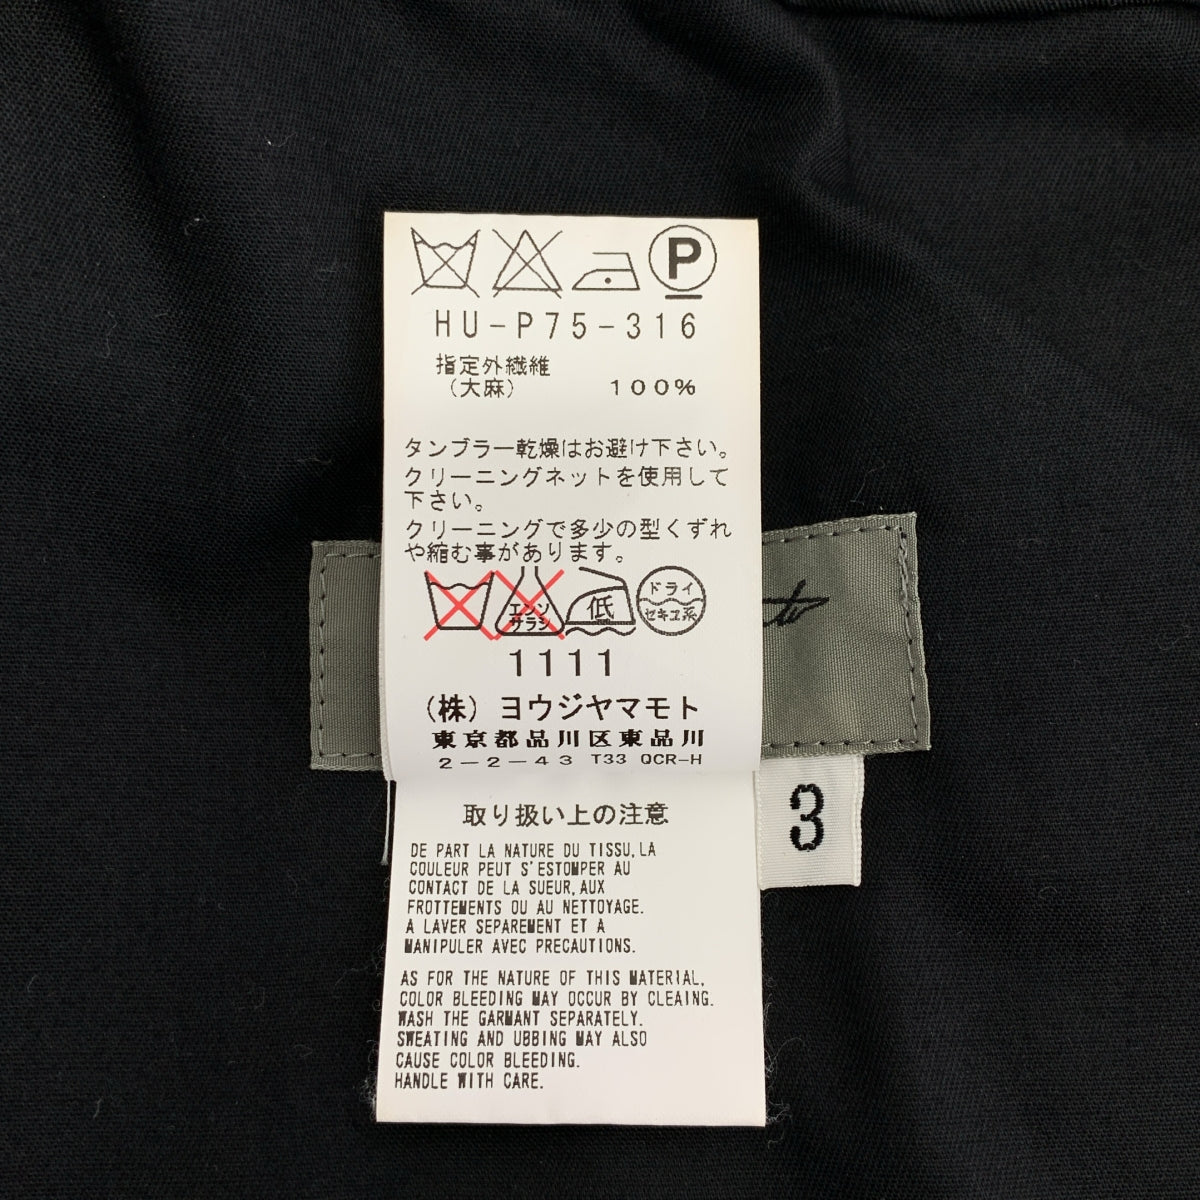 P
HU-P75-316
指定外繊維
(大麻) 100%
タンブラー乾燥はお避け下さい。
クリーニングネットを使用して
下さい。
クリーニングで多少の型くずれ
や縮む事があります。
エンソ サラシ 低 ドライ セキユ系
1111
(株) ヨウジヤマモト
東京都品川区東品川
2-2-43 T33 QCR-H
3
取り扱い上の注意
DE PART LA NATURE DU TISSU, LA
COULEUR PEUT S'ESTOMPER AU
CONTACT DE LA SUEUR, AUX
FROTTEMENTS OU AU NETTOYAGE.
A LAVER SEPAREMENT ET A
MANIPULER AVEC PRECAUTIONS.
AS FOR THE NATURE OF THIS MATERIAL,
COLOR BLEEDING MAY OCCUR BY CLEAING.
WASH THE GARMANT SEPARATELY.
SWEATING AND UBBING MAY ALSO
CAUSE COLOR BLEEDING.
HANDLE WITH CARE.